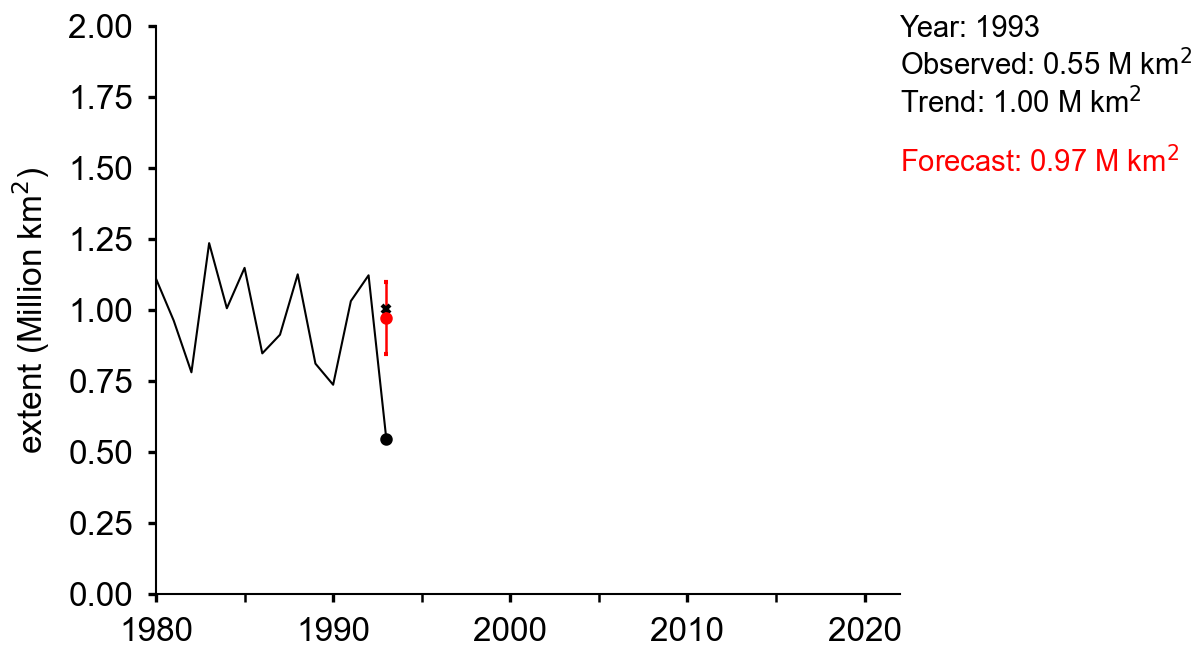 Year: 1993
Observed: 0.55 M km²
Trend: 1.00 M km²
Forecast: 0.97 M km²
extent (Million km²)
2.00
1.75
1.50
1.25
1.00
0.75
0.50
0.25
0.00
1980 1990 2000 2010 2020